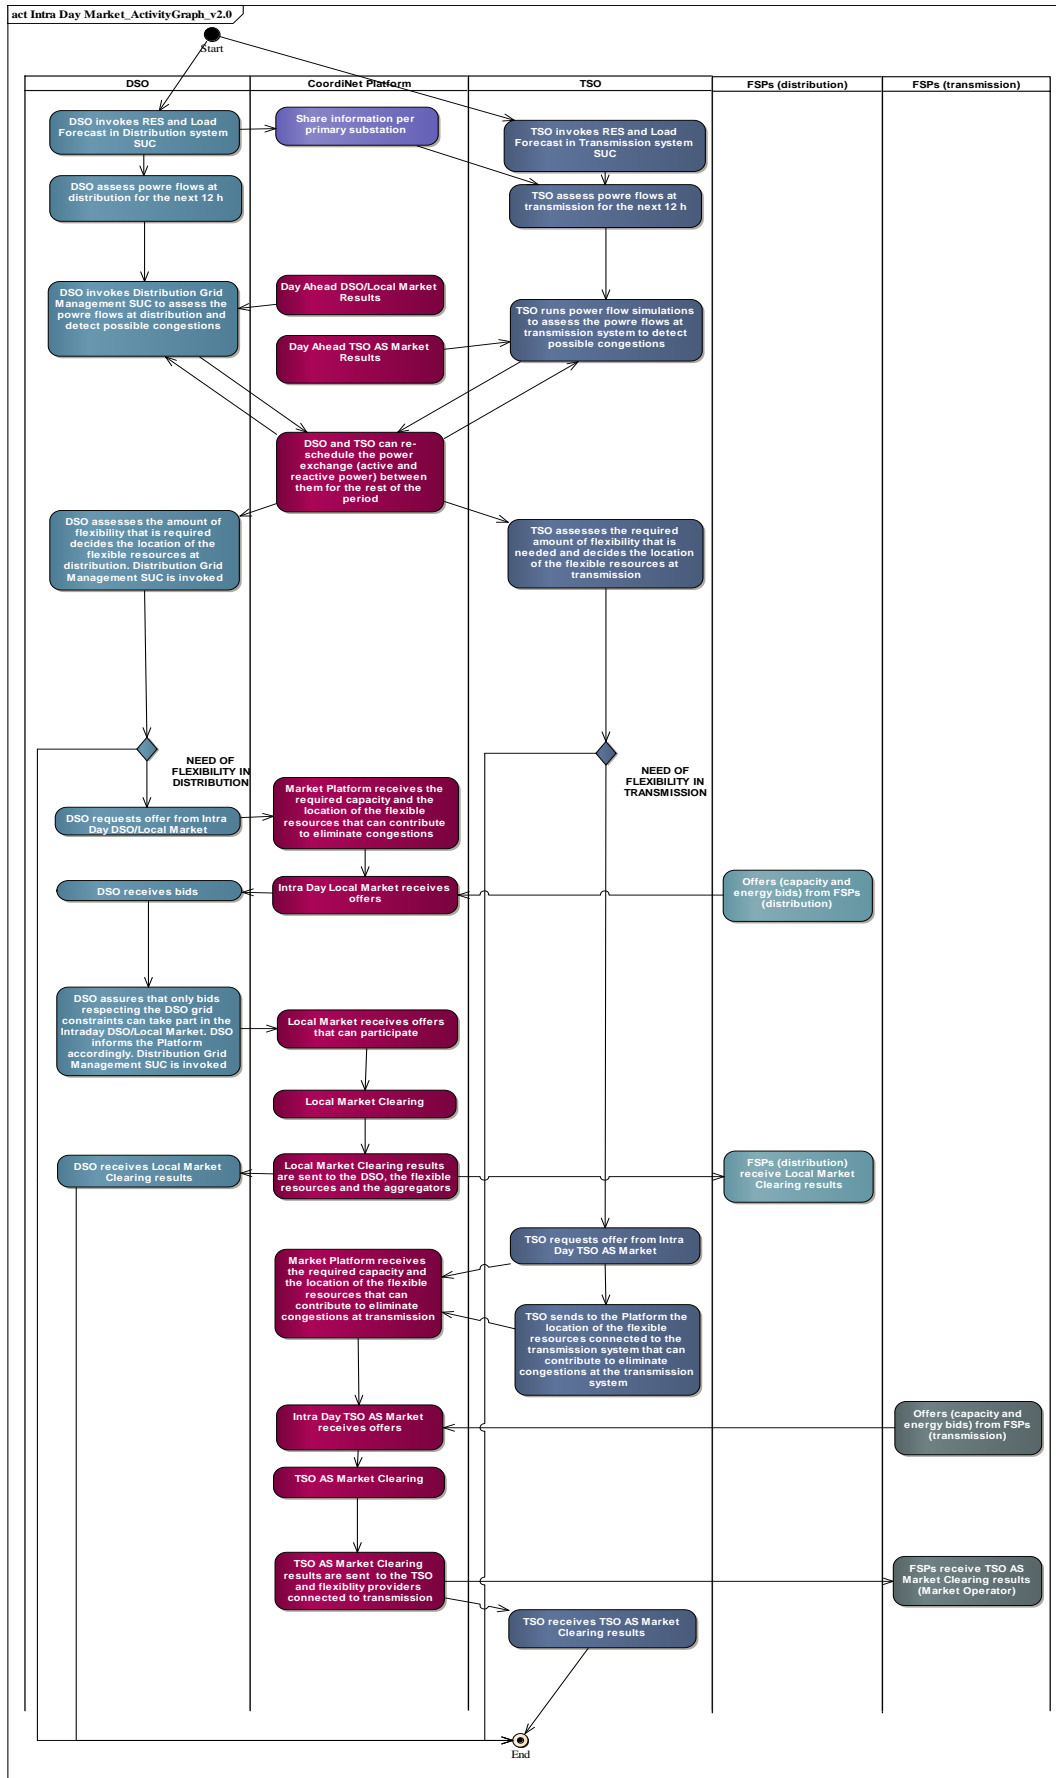 act Intra Day Market_ActivityGraph_v2.0
Start
DSO
CoordiNet Platform
TSO
FSPs (distribution)
FSPs (transmission)
DSO invokes RES and Load
Forecast in Distribution system
SUC
Share information per
primary substation
TSO invokes RES and Load
Forecast in Transmission system
SUC
DSO assess powre flows at
distribution for the next 12 h
TSO assess powre flows at
transmission for the next 12 h
DSO invokes Distribution Grid
Management SUC to assess the
powre flows at distribution and
detect possible congestions
Day Ahead DSO/Local Market
Results
TSO runs power flow simulations
to assess the powre flows at
transmission system to detect
possible congestions
Day Ahead TSO AS Market
Results
DSO and TSO can re-
schedule the power
exchange (active and
reactive power) between
them for the rest of the
period
DSO assesses the amount of
flexibility that is required
decides the location of the
flexible resources at
distribution. Distribution Grid
Management SUC is invoked
TSO assesses the required
amount of flexibility that is
needed and decides the location
of the flexible resources at
transmission
NEED OF
FLEXIBILITY IN
DISTRIBUTION
NEED OF
FLEXIBILITY IN
TRANSMISSION
DSO requests offer from Intra
Day DSO/Local Market
Market Platform receives the
required capacity and the
location of the flexible
resources that can contribute
to eliminate congestions
DSO receives bids
Intra Day Local Market receives
offers
Offers (capacity and
energy bids) from FSPs
(distribution)
DSO assures that only bids
respecting the DSO grid
constraints can take part in the
Intraday DSO/Local Market. DSO
informs the Platform
accordingly. Distribution Grid
Management SUC is invoked
Local Market receives offers
that can participate
Local Market Clearing
DSO receives Local Market
Clearing results
Local Market Clearing results
are sent to the DSO, the flexible
resources and the aggregators
FSPs (distribution)
receive Local Market
Clearing results
TSO requests offer from Intra
Day TSO AS Market
Market Platform receives
the required capacity and
the location of the flexible
resources that can
contribute to eliminate
congestions at transmission
TSO sends to the Platform the
location of the flexible
resources connected to the
transmission system that can
contribute to eliminate
congestions at the transmission
system
Intra Day TSO AS Market
receives offers
Offers (capacity and
energy bids) from FSPs
(transmission)
TSO AS Market Clearing
TSO AS Market Clearing
results are sent to the TSO
and flexiblity providers
connected to transmission
FSPs receive TSO AS
Market Clearing results
(Market Operator)
TSO receives TSO AS Market
Clearing results
End